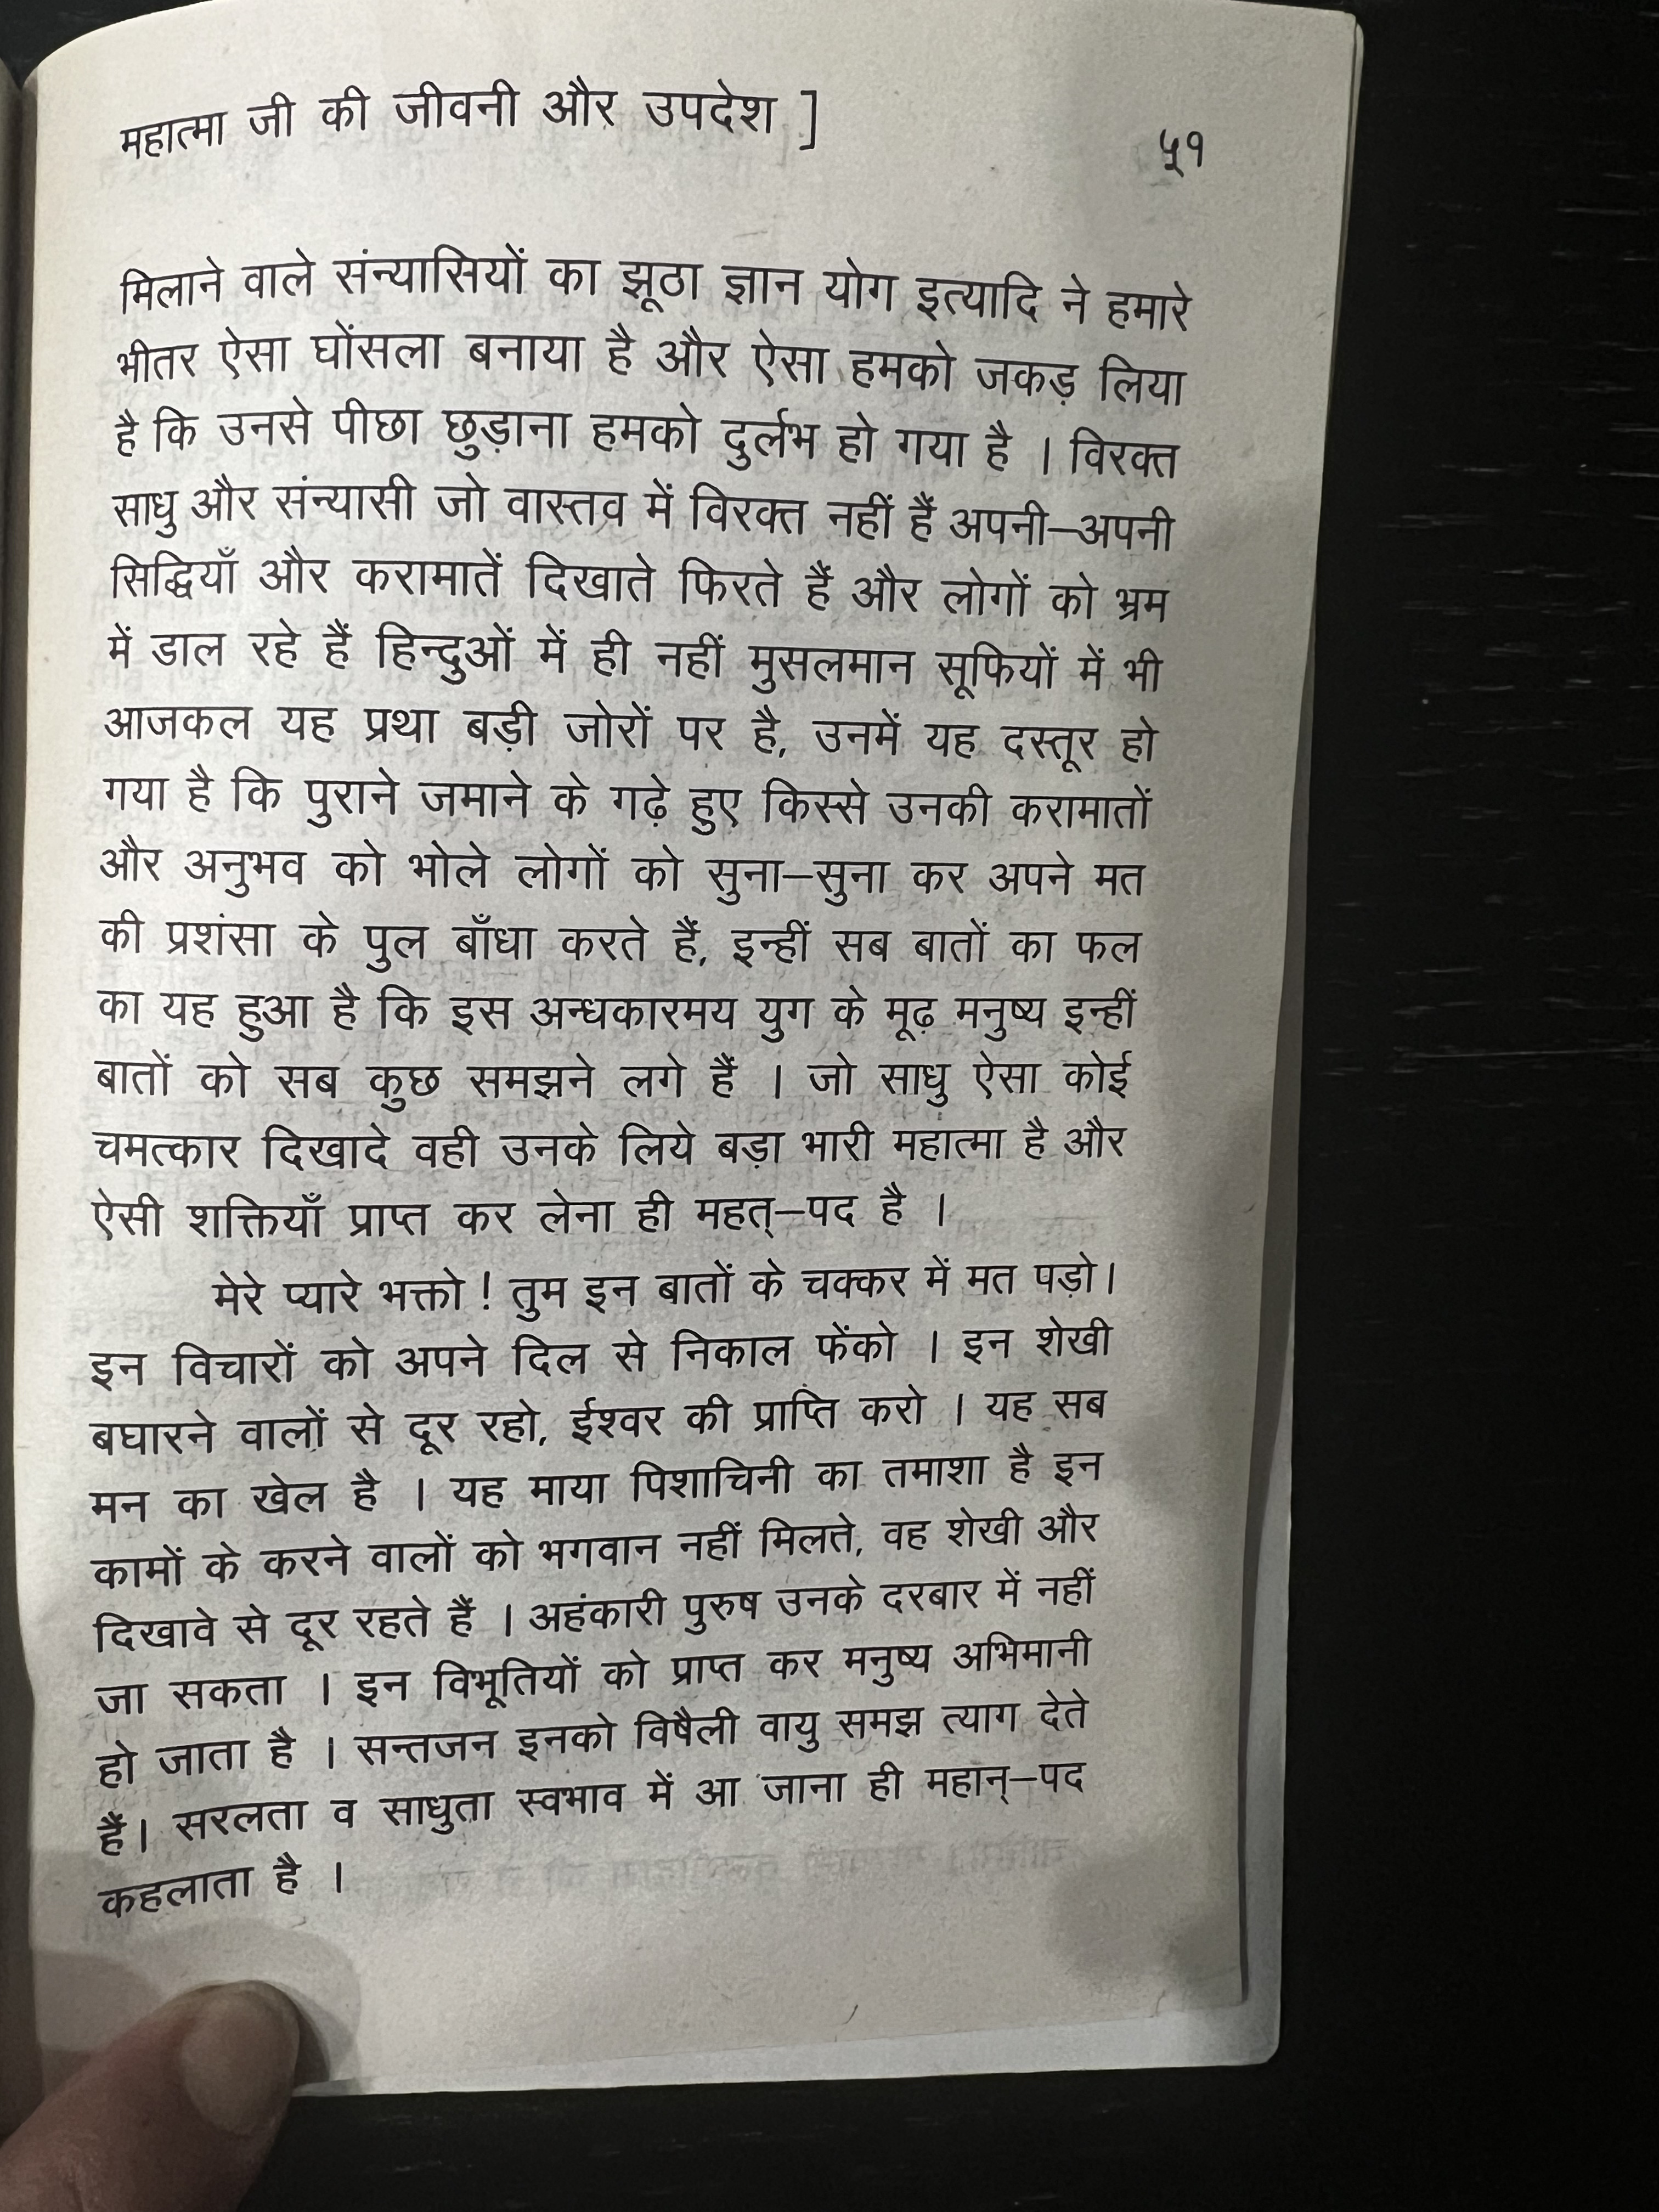 महात्मा जी की जीवनी और उपदेश ]
५१
मिलाने वाले संन्यासियों का झूठा ज्ञान योग इत्यादि ने हमारे
भीतर ऐसा घोंसला बनाया है और ऐसा हमको जकड़ लिया
है कि उनसे पीछा छुड़ाना हमको दुर्लभ हो गया है । विरक्त
साधु और संन्यासी जो वास्तव में विरक्त नहीं हैं अपनी–अपनी
सिद्धियाँ और करामातें दिखाते फिरते हैं और लोगों को भ्रम
में डाल रहे हैं हिन्दुओं में ही नहीं मुसलमान सूफियों में भी
आजकल यह प्रथा बड़ी जोरों पर है, उनमें यह दस्तूर हो
गया है कि पुराने जमाने के गढ़े हुए किस्से उनकी करामातों
और अनुभव को भोले लोगों को सुना–सुना कर अपने मत
की प्रशंसा के पुल बाँधा करते हैं, इन्हीं सब बातों का फल
का यह हुआ है कि इस अन्धकारमय युग के मूढ़ मनुष्य इन्हीं
बातों को सब कुछ समझने लगे हैं । जो साधु ऐसा कोई
चमत्कार दिखादे वही उनके लिये बड़ा भारी महात्मा है और
ऐसी शक्तियाँ प्राप्त कर लेना ही महत्–पद है ।
मेरे प्यारे भक्तो ! तुम इन बातों के चक्कर में मत पड़ो।
इन विचारों को अपने दिल से निकाल फेंको । इन शेखी
बघारने वालों से दूर रहो, ईश्वर की प्राप्ति करो । यह सब
मन का खेल है । यह माया पिशाचिनी का तमाशा है इन
कामों के करने वालों को भगवान नहीं मिलते, वह शेखी और
दिखावे से दूर रहते हैं । अहंकारी पुरुष उनके दरबार में नहीं
जा सकता । इन विभूतियों को प्राप्त कर मनुष्य अभिमानी
हो जाता है । सन्तजन इनको विषैली वायु समझ त्याग देते
हैं। सरलता व साधुता स्वभाव में आ जाना ही महान्–पद
कहलाता है ।